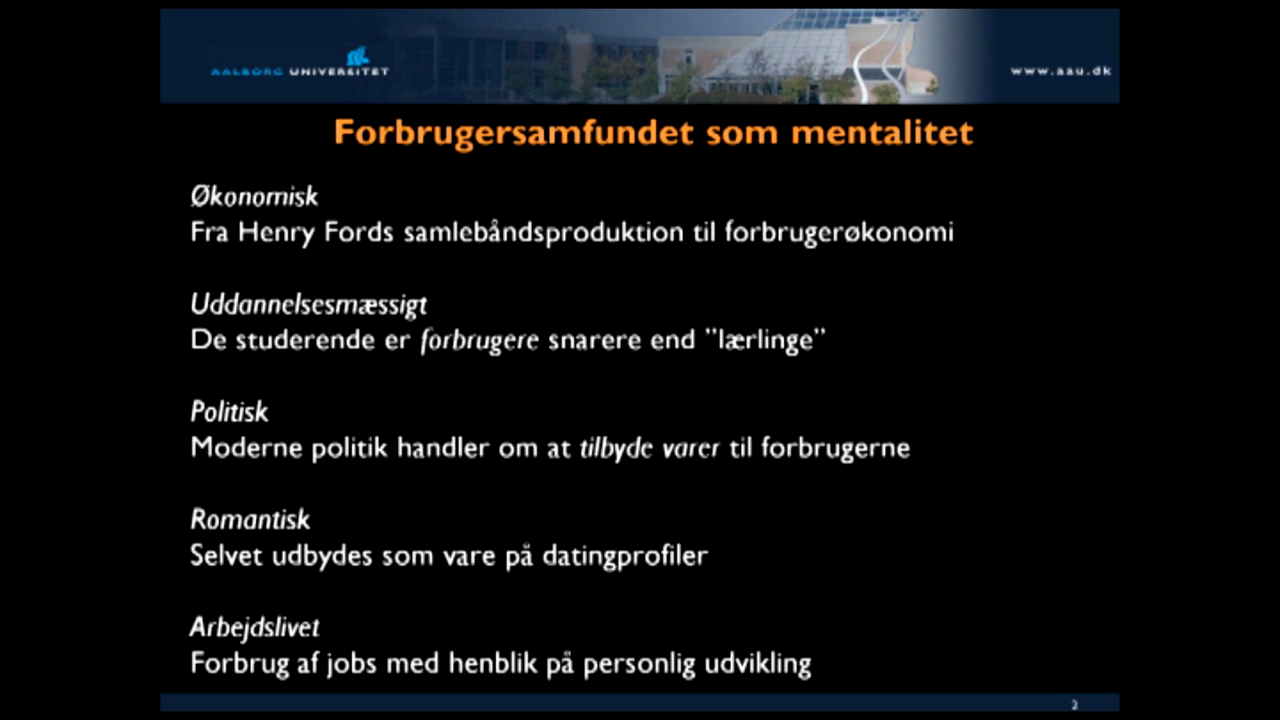 AALBORG UNIVERSITET
www.aau.dk
Forbrugersamfundet som mentalitet
Økonomisk
Fra Henry Fords samlebåndsproduktion til forbrugerøkonomi
Uddannelsesmæssigt
De studerende er forbrugere snarere end ”lærlinge”
Politisk
Moderne politik handler om at tilbyde varer til forbrugerne
Romantisk
Selvet udbydes som vare på datingprofiler
Arbejdslivet
Forbrug af jobs med henblik på personlig udvikling
2